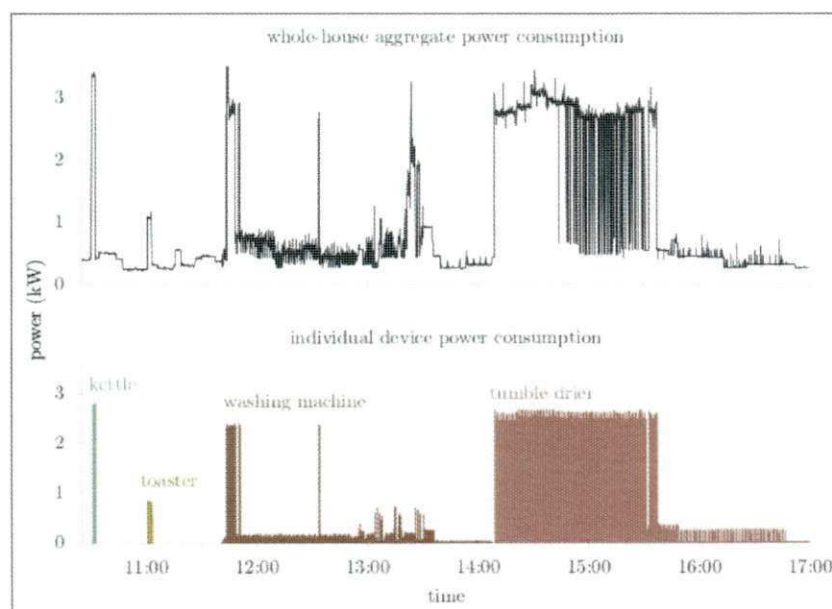 whole-house aggregate power consumption
3
2
1
0
power (kW)
individual device power consumption
kettle
tumble drier
3
washing machine
2
toaster
1
0
11:00 12:00 13:00 14:00 15:00 16:00 17:00
time